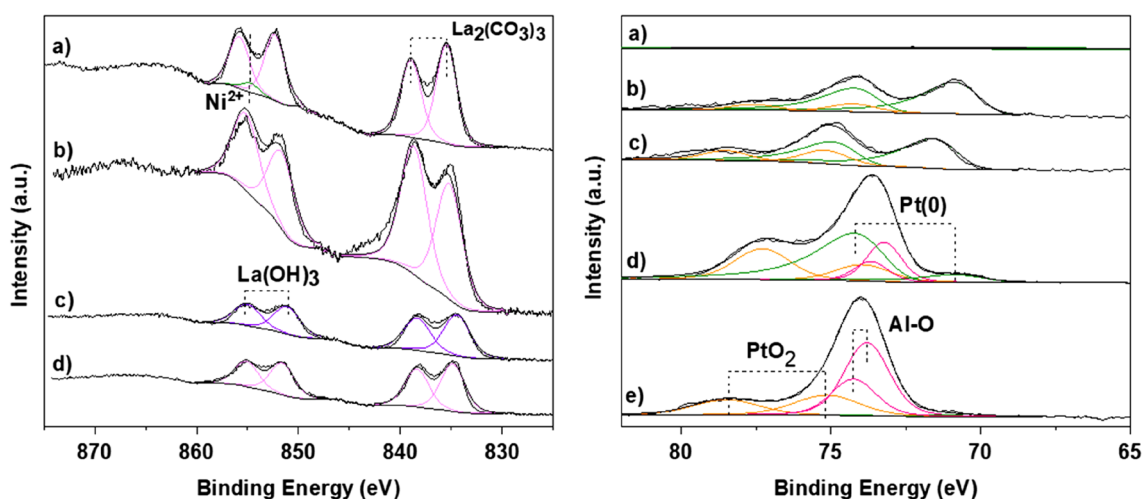 a)
La2(CO3)3
Ni2+
b)
La(OH)3
c)
d)
Intensity (a.u.)
870 860 850 840 830
Binding Energy (eV)
a)
b)
c)
Pt(0)
d)
Al-O
PtO2
e)
Intensity (a.u.)
80 75 70 65
Binding Energy (eV)